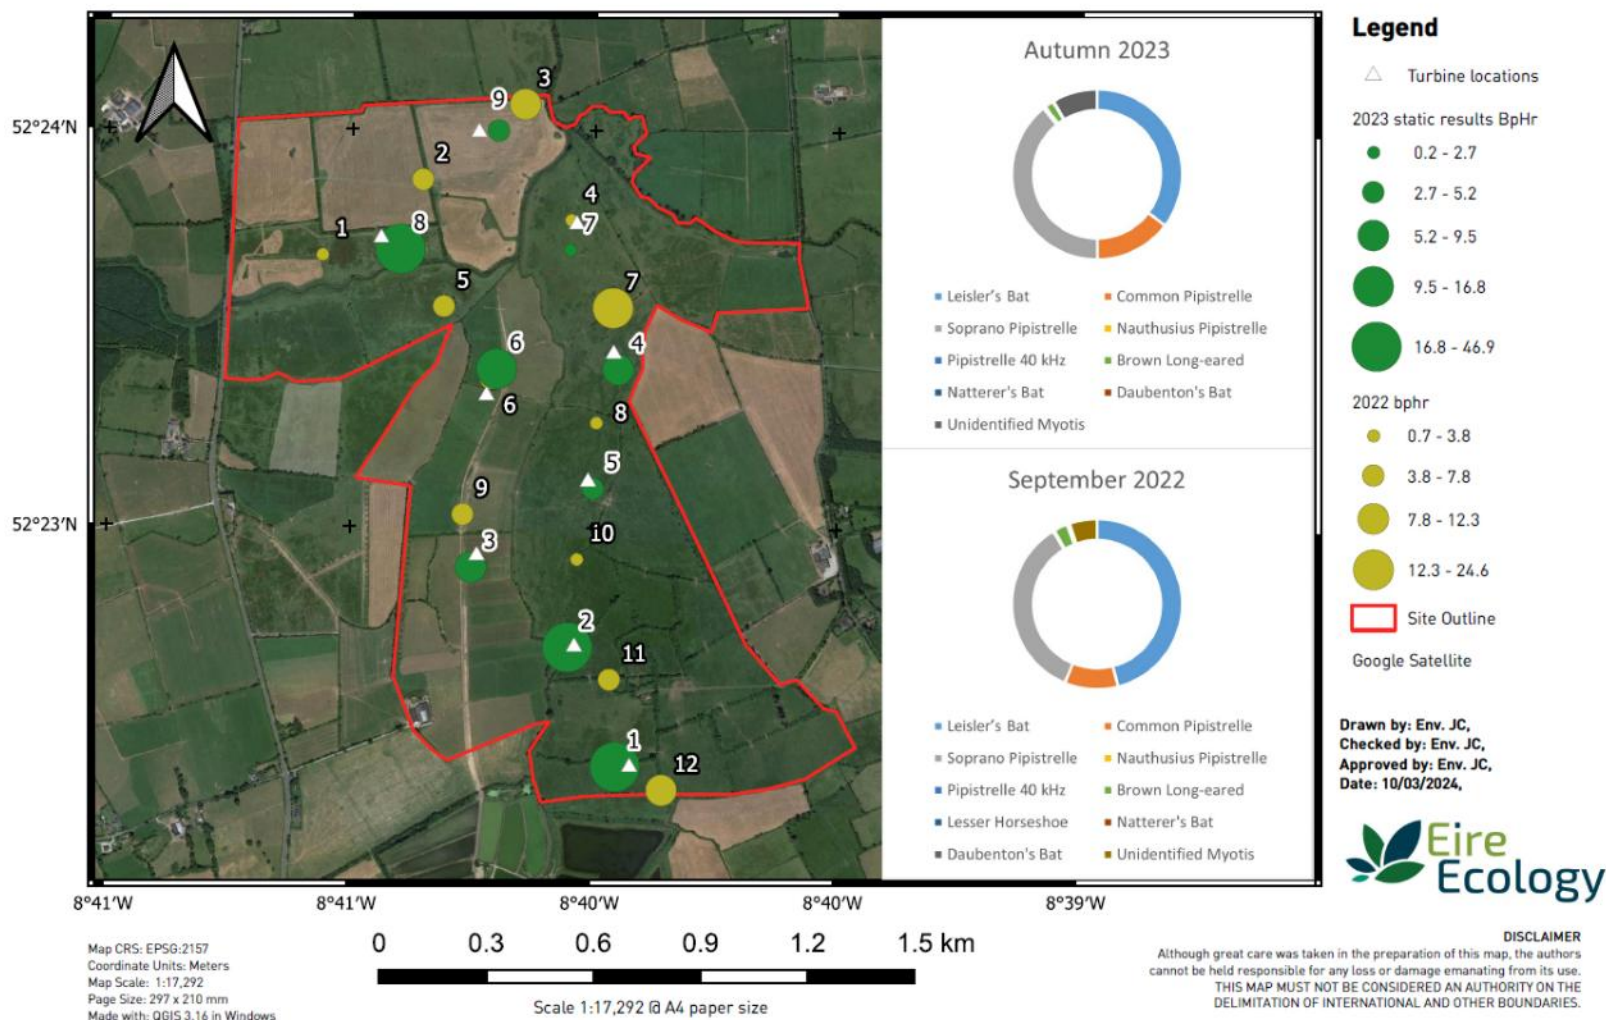 52°24'N
52°23'N
8°41'W
8°41'W
8°40'W
8°40'W
8°39'W
3
9
2
4
7
1
8
5
7
6
4
6
8
5
9
10
3
2
11
1
12
Autumn 2023
Leisler's Bat
Common Pipistrelle
Soprano Pipistrelle
Nauthusius Pipistrelle
Pipistrelle 40 kHz
Brown Long-eared
Natterer's Bat
Daubenton's Bat
Unidentified Myotis
September 2022
Leisler's Bat
Common Pipistrelle
Soprano Pipistrelle
Nauthusius Pipistrelle
Pipistrelle 40 kHz
Brown Long-eared
Lesser Horseshoe
Natterer's Bat
Daubenton's Bat
Unidentified Myotis
Legend
Turbine locations
2023 static results BpHr
0.2 - 2.7
2.7 - 5.2
5.2 - 9.5
9.5 - 16.8
16.8 - 46.9
2022 bphr
0.7 - 3.8
3.8 - 7.8
7.8 - 12.3
12.3 - 24.6
Site Outline
Google Satellite
Drawn by: Env. JC,
Checked by: Env. JC,
Approved by: Env. JC,
Date: 10/03/2024,
Eire
Ecology
Map CRS: EPSG:2157
Coordinate Units: Meters
Map Scale: 1:17,292
Page Size: 297 x 210 mm
Made with: QGIS 3.16 in Windows
0 0.3 0.6 0.9 1.2 1.5 km
Scale 1:17,292 @ A4 paper size
DISCLAIMER
Although great care was taken in the preparation of this map, the authors
cannot be held responsible for any loss or damage emanating from its use.
THIS MAP MUST NOT BE CONSIDERED AN AUTHORITY ON THE
DELIMITATION OF INTERNATIONAL AND OTHER BOUNDARIES.